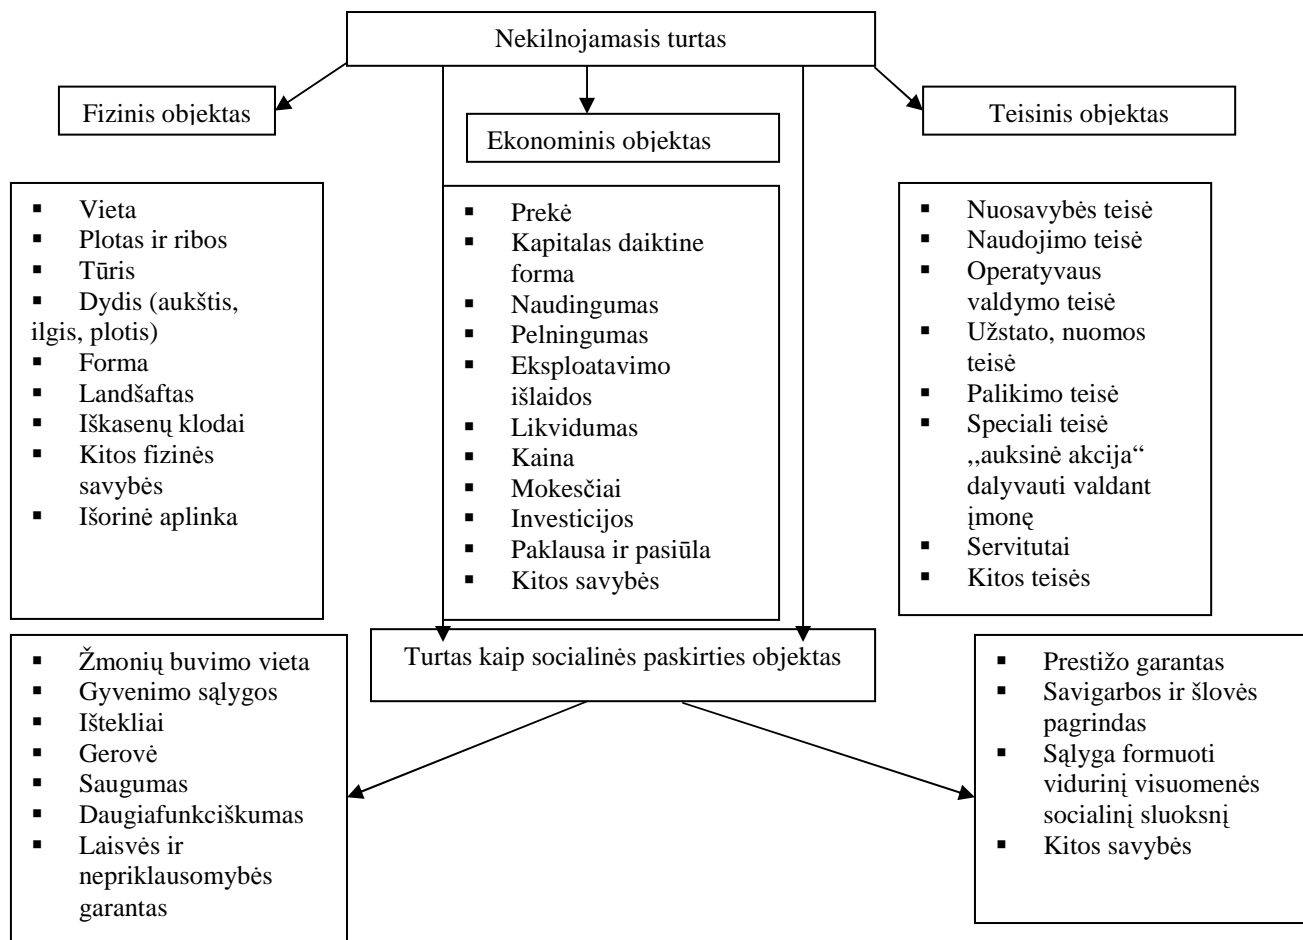 Nekilnojamasis turtas
Fizinis objektas
Ekonominis objektas
Teisinis objektas
▪ Vieta
▪ Plotas ir ribos
▪ Tūris
▪ Dydis (aukštis,
ilgis, plotis)
▪ Forma
▪ Landšaftas
▪ Iškasenų klodai
▪ Kitos fizinės
savybės
▪ Išorinė aplinka
▪ Prekė
▪ Kapitalas daiktine
forma
▪ Naudingumas
▪ Pelningumas
▪ Eksploatavimo
išlaidos
▪ Likvidumas
▪ Kaina
▪ Mokesčiai
▪ Investicijos
▪ Paklausa ir pasiūla
▪ Kitos savybės
▪ Nuosavybės teisė
▪ Naudojimo teisė
▪ Operatyvaus
valdymo teisė
▪ Užstato, nuomos
teisė
▪ Palikimo teisė
▪ Speciali teisė
,,auksinė akcija“
dalyvauti valdant
įmonę
▪ Servitutai
▪ Kitos teisės
Turtas kaip socialinės paskirties objektas
▪ Žmonių buvimo vieta
▪ Gyvenimo sąlygos
▪ Ištekliai
▪ Gerovė
▪ Saugumas
▪ Daugiafunkciškumas
▪ Laisvės ir
nepriklausomybės
garantas
▪ Prestižo garantas
▪ Savigarbos ir šlovės
pagrindas
▪ Sąlyga formuoti
vidurinį visuomenės
socialinį sluoksnį
▪ Kitos savybės